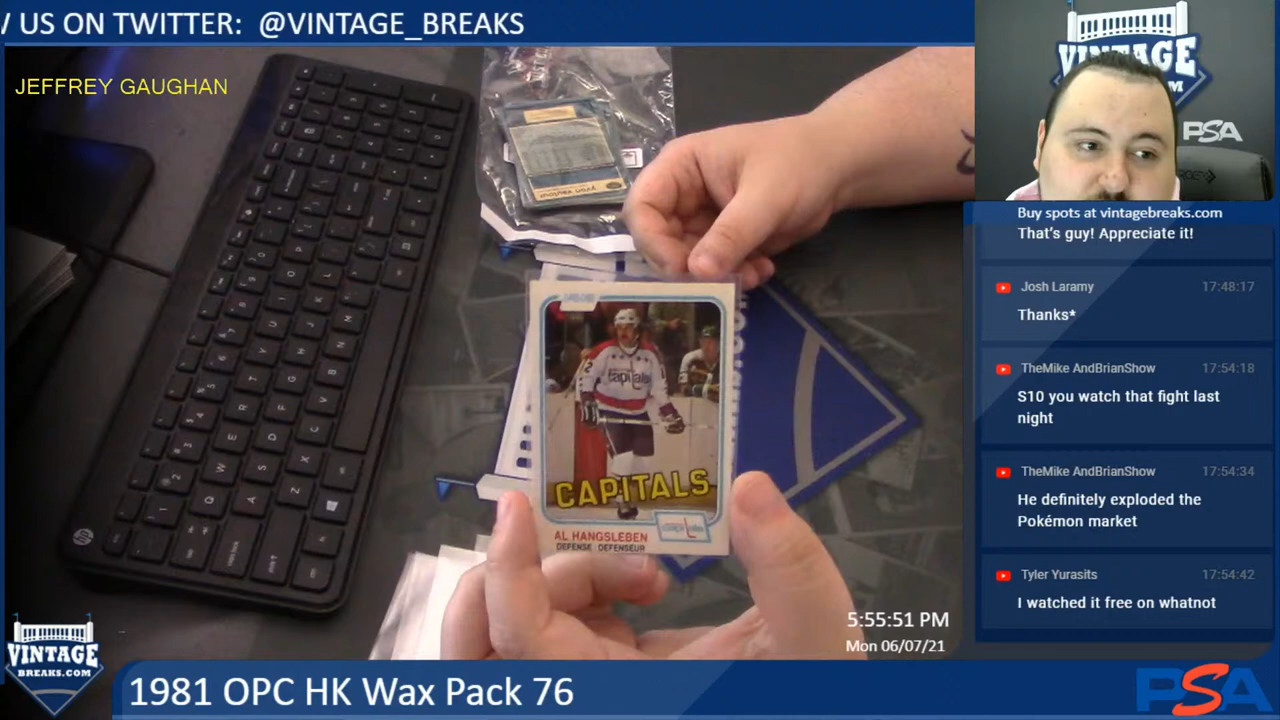 V US ON TWITTER: @VINTAGE_BREAKS
JEFFREY GAUGHAN
VINTAGE
PSA
Buy spots at vintagebreaks.com
That's guy! Appreciate it!
Josh Laramy 17:48:17
Thanks*
TheMike AndBrianShow 17:54:18
S10 you watch that fight last
night
TheMike AndBrianShow 17:54:34
He definitely exploded the
Pokémon market
Tyler Yurasits 17:54:42
I watched it free on whatnot
capitals
CAPITALS
AL HANGSLEBEN
DEFENSE DEFENSEUR
5:55:51 PM
Mon 06/07/21
VINTAGE
BREAKS.COM
1981 OPC HK Wax Pack 76
PSA